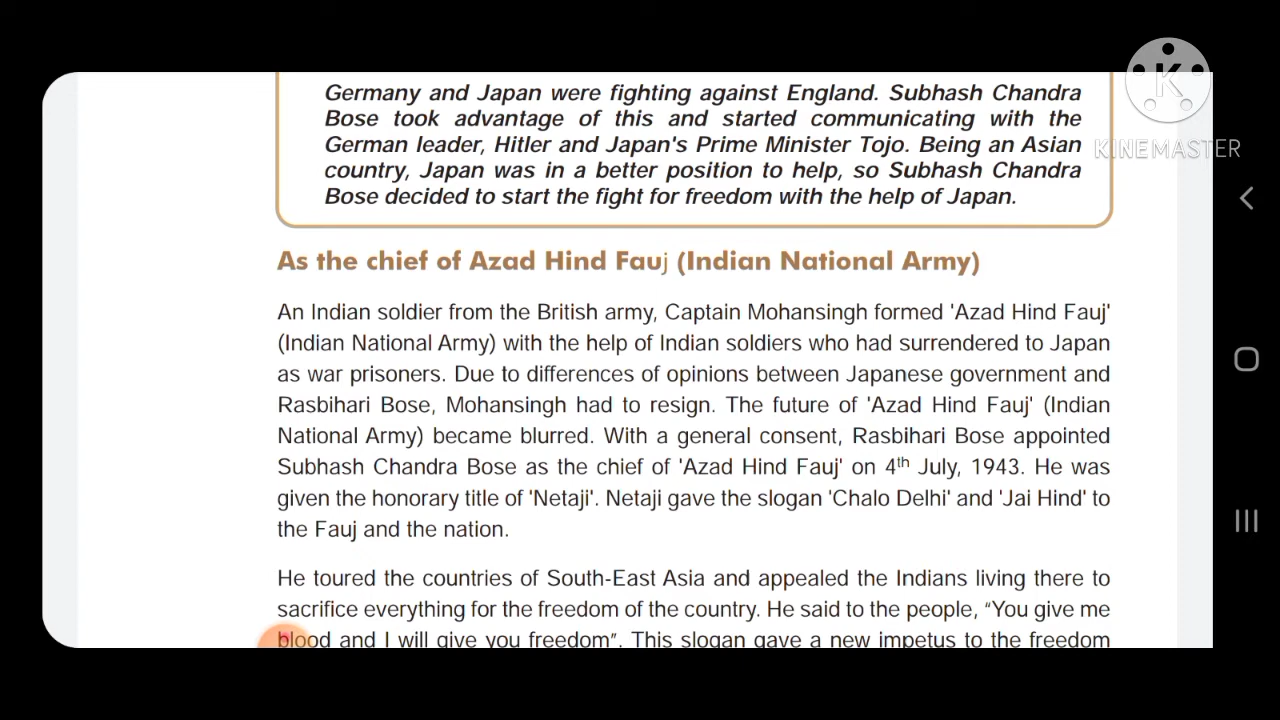 Germany and Japan were fighting against England. Subhash Chandra
Bose took advantage of this and started communicating with the
German leader, Hitler and Japan's Prime Minister Tojo. Being an Asian
country, Japan was in a better position to help, so Subhash Chandra
Bose decided to start the fight for freedom with the help of Japan.
K
KINEMASTER
As the chief of Azad Hind Fauj (Indian National Army)
An Indian soldier from the British army, Captain Mohansingh formed 'Azad Hind Fauj'
(Indian National Army) with the help of Indian soldiers who had surrendered to Japan
as war prisoners. Due to differences of opinions between Japanese government and
Rasbihari Bose, Mohansingh had to resign. The future of 'Azad Hind Fauj' (Indian
National Army) became blurred. With a general consent, Rasbihari Bose appointed
Subhash Chandra Bose as the chief of 'Azad Hind Fauj' on 4th July, 1943. He was
given the honorary title of 'Netaji'. Netaji gave the slogan 'Chalo Delhi' and 'Jai Hind' to
the Fauj and the nation.
He toured the countries of South-East Asia and appealed the Indians living there to
sacrifice everything for the freedom of the country. He said to the people, “You give me
blood and I will give you freedom”. This slogan gave a new impetus to the freedom